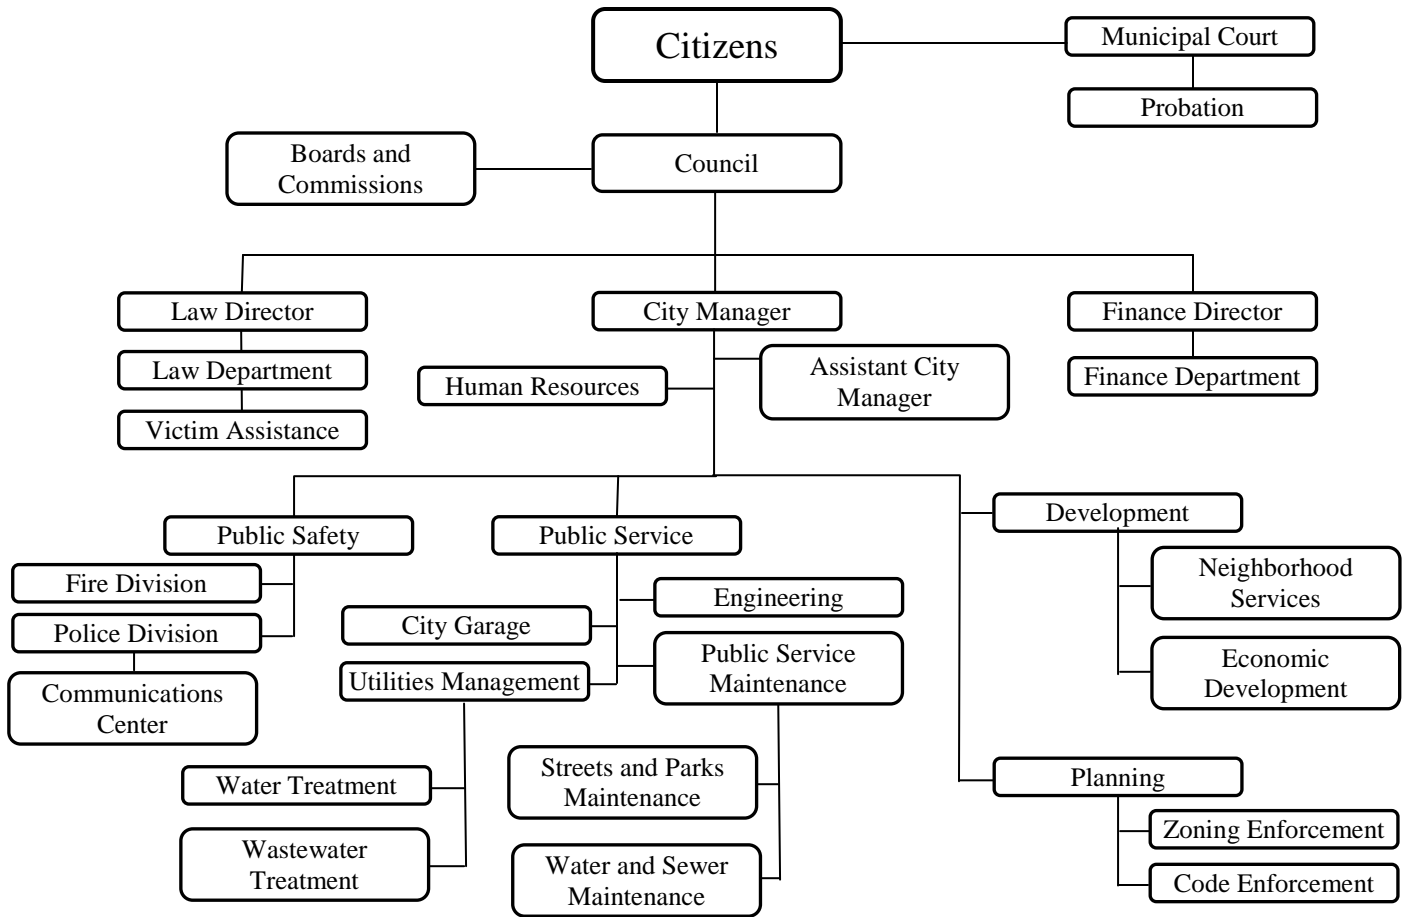 Citizens
Municipal Court
Probation
Boards and
Commissions
Council
Law Director
City Manager
Finance Director
Law Department
Human Resources
Assistant City
Manager
Finance Department
Victim Assistance
Public Safety
Public Service
Development
Fire Division
Police Division
Communications
Center
City Garage
Engineering
Utilities Management
Public Service
Maintenance
Neighborhood
Services
Economic
Development
Water Treatment
Wastewater
Treatment
Streets and Parks
Maintenance
Water and Sewer
Maintenance
Planning
Zoning Enforcement
Code Enforcement